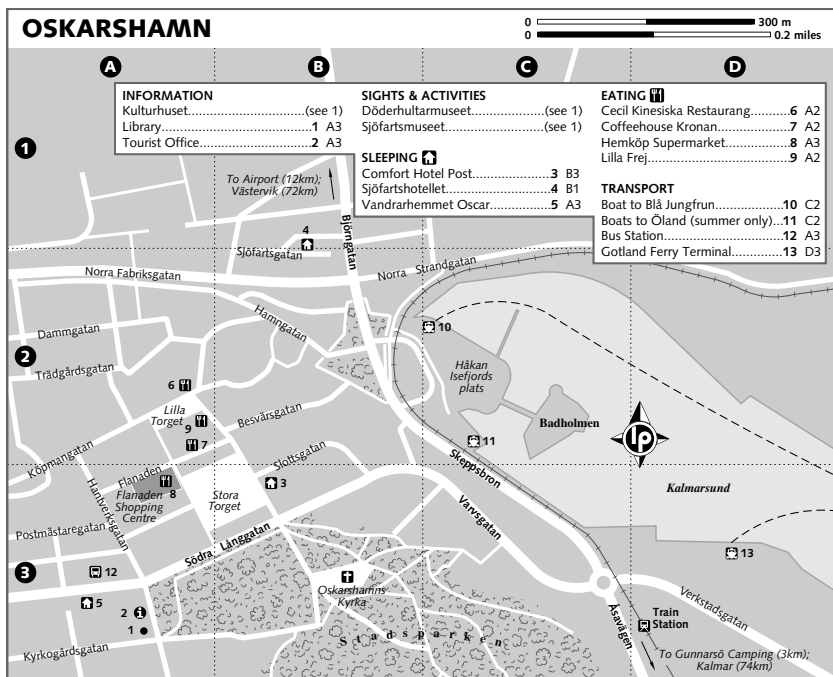 OSKARSHAMN
0 300 m
0 0.2 miles
A B C D
INFORMATION
Kulturhuset....................(see 1)
Library....................1 A3
Tourist Office....................2 A3
SIGHTS & ACTIVITIES
Döderhultarmuseet....................(see 1)
Sjöfartsmuseet....................(see 1)
SLEEPING
Comfort Hotel Post....................3 B3
Sjöfartshotellet....................4 B1
Vandrarhemmet Oscar....................5 A3
EATING
Cecil Kinesiska Restaurang....................6 A2
Coffeehouse Kronan....................7 A2
Hemköp Supermarket....................8 A3
Lilla Frej....................9 A2
TRANSPORT
Boat to Blå Jungfrun....................10 C2
Boats to Öland (summer only)...11 C2
Bus Station....................12 A3
Gotland Ferry Terminal....................13 D3
1
To Airport (12km);
Västervik (72km)
Björngatan
4
Sjöfartsgatan
Norra Strandgatan
Norra Fabriksgatan
Hamngatan
Dammgatan
10
2
Trädgårdsgatan
Håkan
Isefjords
plats
6
Lilla
Torget
9
Besvärsgatan
Badholmen
lp
7
11
Köpmangatan
Flanaden
Slottsgatan
Skeppsbron
8
Flanaden
Shopping
Centre
Hantverksgatan
Stora
Torget
3
Varvsgatan
Kalmarsund
Postmästaregatan
Södra Långgatan
13
3
12
Oskarshamns
Kyrka
5
2
1
Stadsparken
Verkstadsgatan
Train
Station
Åsavägen
Kyrkogårdsgatan
To Gunnarsö Camping (3km);
Kalmar (74km)